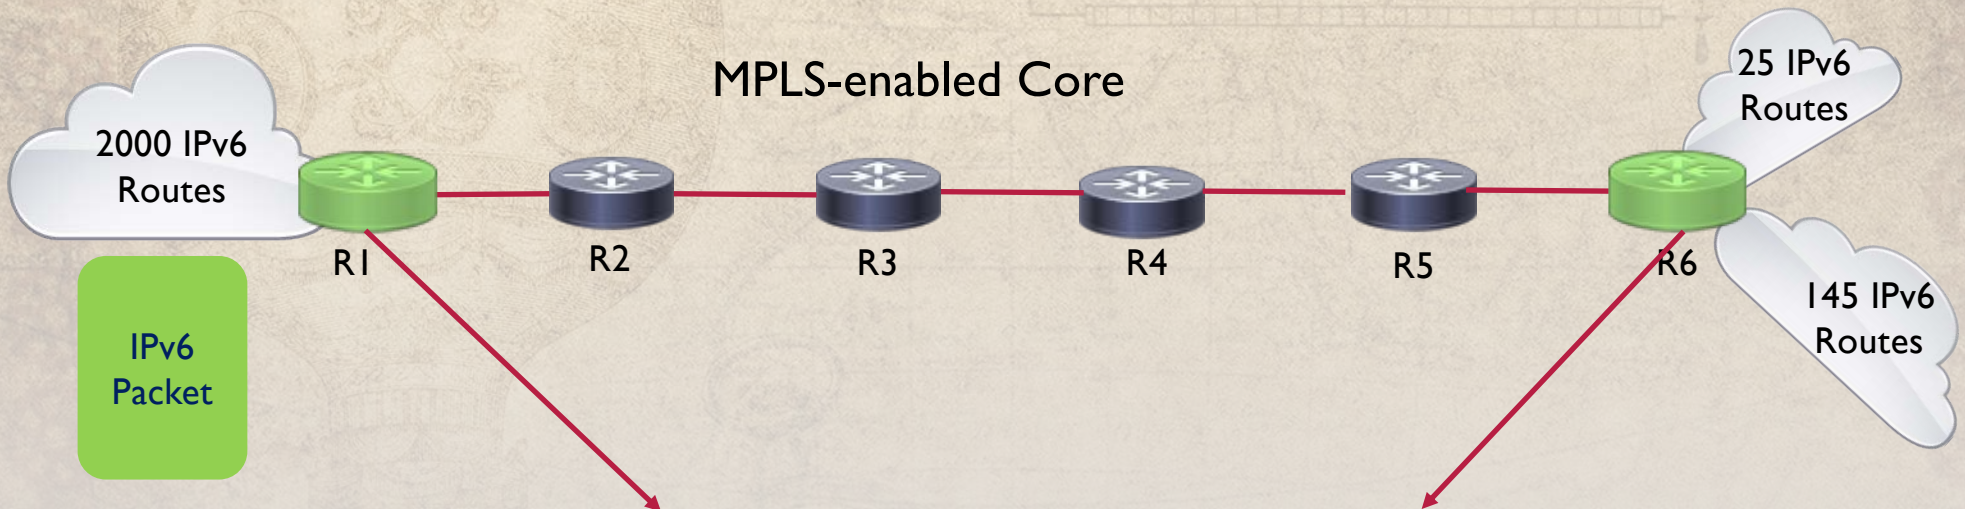 MPLS-enabled Core
2000 IPv6
Routes
25 IPv6
Routes
R1
R2
R3
R4
R5
R6
145 IPv6
Routes
IPv6
Packet